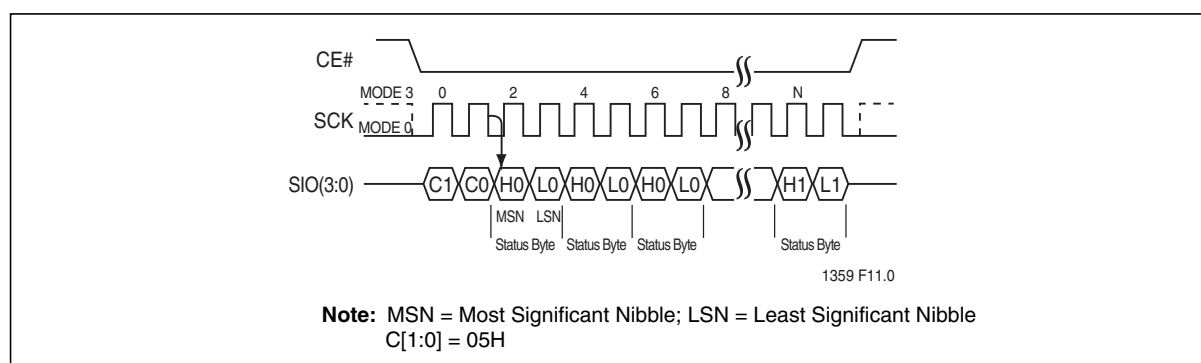 CE#
MODE 3 0 2 4 6 8 N
SCK
MODE 0
SIO(3:0) C1 C0 H0 L0 H0 L0 H0 L0 H1 L1
MSN LSN
Status Byte Status Byte Status Byte Status Byte
1359 F11.0
Note: MSN = Most Significant Nibble; LSN = Least Significant Nibble
C[1:0] = 05H